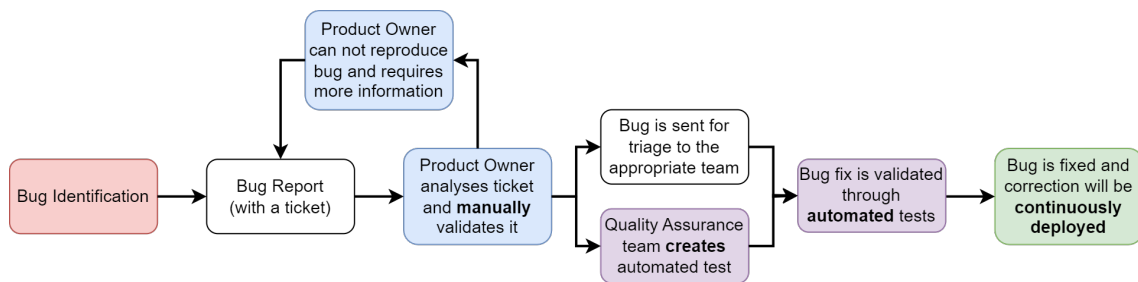 Product Owner
can not reproduce
bug and requires
more information
Bug Identification
Bug Report
(with a ticket)
Product Owner
analyses ticket
and manually
validates it
Bug is sent for
triage to the
appropriate team
Quality Assurance
team creates
automated test
Bug fix is validated
through
automated tests
Bug is fixed and
correction will be
continuously
deployed